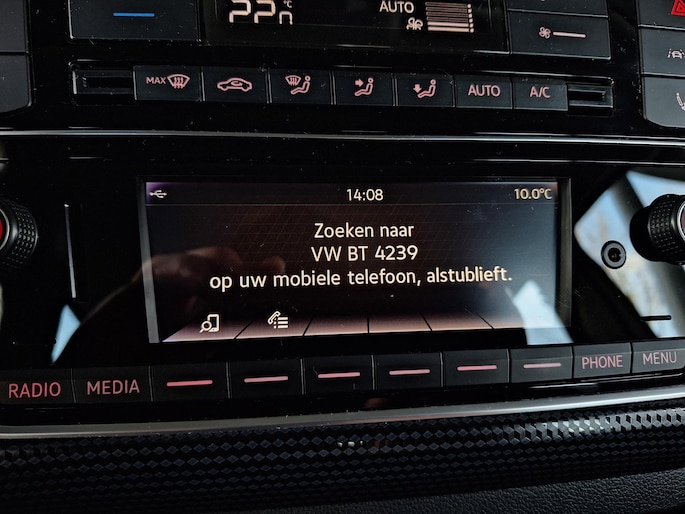 22.0 °C
AUTO
MAX
AUTO
A/C
14:08
10.0°C
Zoeken naar
VW BT 4239
op uw mobiele telefoon, alstublieft.
RADIO
MEDIA
PHONE
MENU